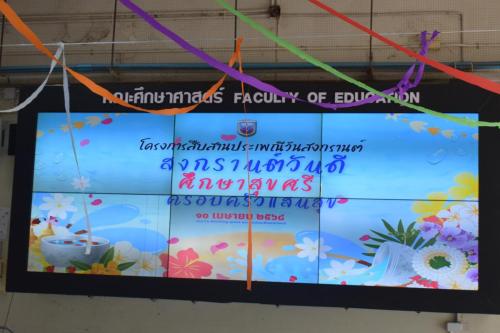 คณะศึกษาศาสตร์ FACULTY OF EDUCATION
โครงการสืบสานประเพณีวันสงกรานต์
สงกรานต์วันดี
ศึกษาสุขศรี
ครอบครัวแสนสุข
๑๐ เมษายน ๒๕๖๘